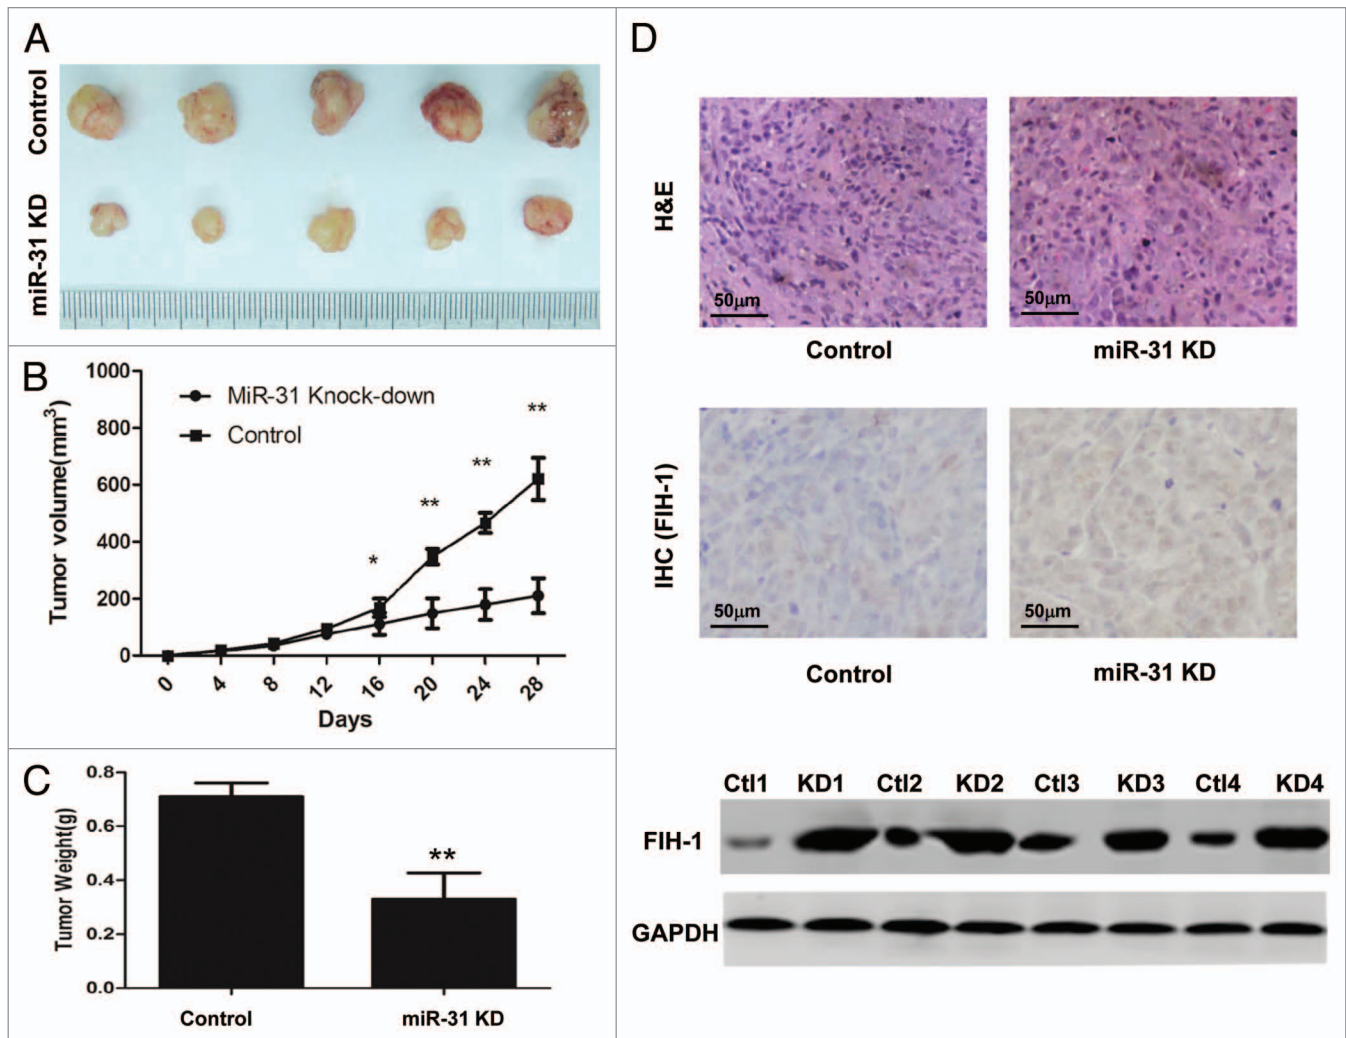 A
Control
miR-31 KD
B
1000
800
600
400
200
0
Tumor volume(mm³)
MiR-31 Knock-down
Control
*
**
**
**
0 4 8 12 16 20 24 28
Days
C
0.8
0.6
0.4
0.2
0.0
Tumor Weight(g)
**
Control miR-31 KD
D
H&E
50μm 50μm
Control miR-31 KD
IHC (FIH-1)
50μm 50μm
Control miR-31 KD
Ctl1 KD1 Ctl2 KD2 Ctl3 KD3 Ctl4 KD4
FIH-1
GAPDH